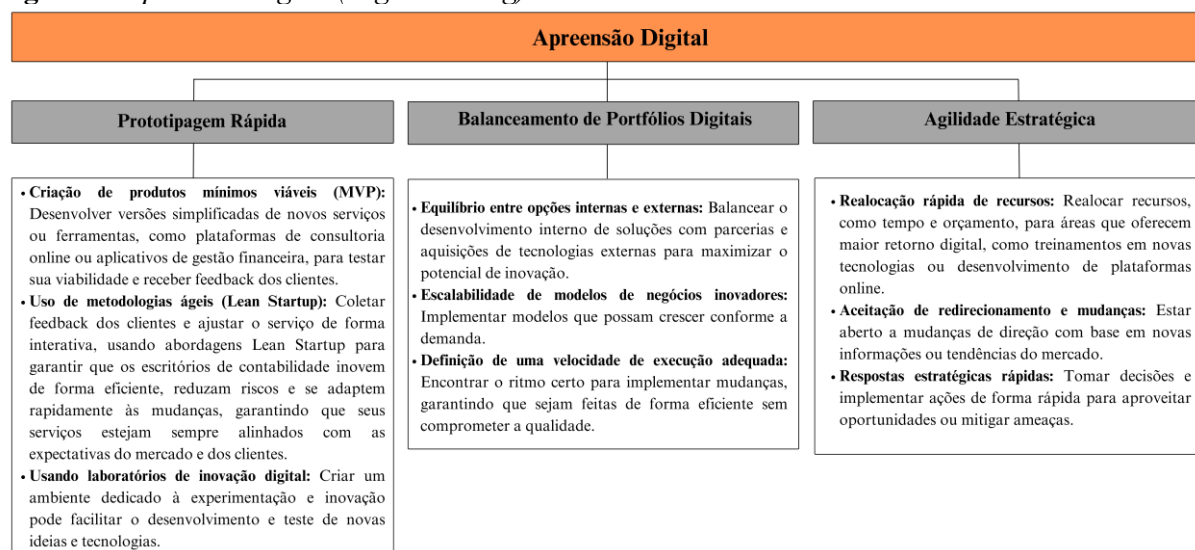 Apreensão Digital
Prototipagem Rápida
• Criação de produtos mínimos viáveis (MVP):
Desenvolver versões simplificadas de novos serviços
ou ferramentas, como plataformas de consultoria
online ou aplicativos de gestão financeira, para testar
sua viabilidade e receber feedback dos clientes.
• Uso de metodologias ágeis (Lean Startup): Coletar
feedback dos clientes e ajustar o serviço de forma
interativa, usando abordagens Lean Startup para
garantir que os escritórios de contabilidade inovem
de forma eficiente, reduzam riscos e se adaptem
rapidamente às mudanças, garantindo que seus
serviços estejam sempre alinhados com as
expectativas do mercado e dos clientes.
• Usando laboratórios de inovação digital: Criar um
ambiente dedicado à experimentação e inovação
pode facilitar o desenvolvimento e teste de novas
ideias e tecnologias.
Balanceamento de Portfólios Digitais
• Equilíbrio entre opções internas e externas: Balancear o
desenvolvimento interno de soluções com parcerias e
aquisições de tecnologias externas para maximizar o
potencial de inovação.
• Escalabilidade de modelos de negócios inovadores:
Implementar modelos que possam crescer conforme a
demanda.
• Definição de uma velocidade de execução adequada:
Encontrar o ritmo certo para implementar mudanças,
garantindo que sejam feitas de forma eficiente sem
comprometer a qualidade.
Agilidade Estratégica
• Realocação rápida de recursos: Realocar recursos,
como tempo e orçamento, para áreas que oferecem
maior retorno digital, como treinamentos em novas
tecnologias ou desenvolvimento de plataformas
online.
• Aceitação de redirecionamento e mudanças: Estar
aberto a mudanças de direção com base em novas
informações ou tendências do mercado.
• Respostas estratégicas rápidas: Tomar decisões e
implementar ações de forma rápida para aproveitar
oportunidades ou mitigar ameaças.